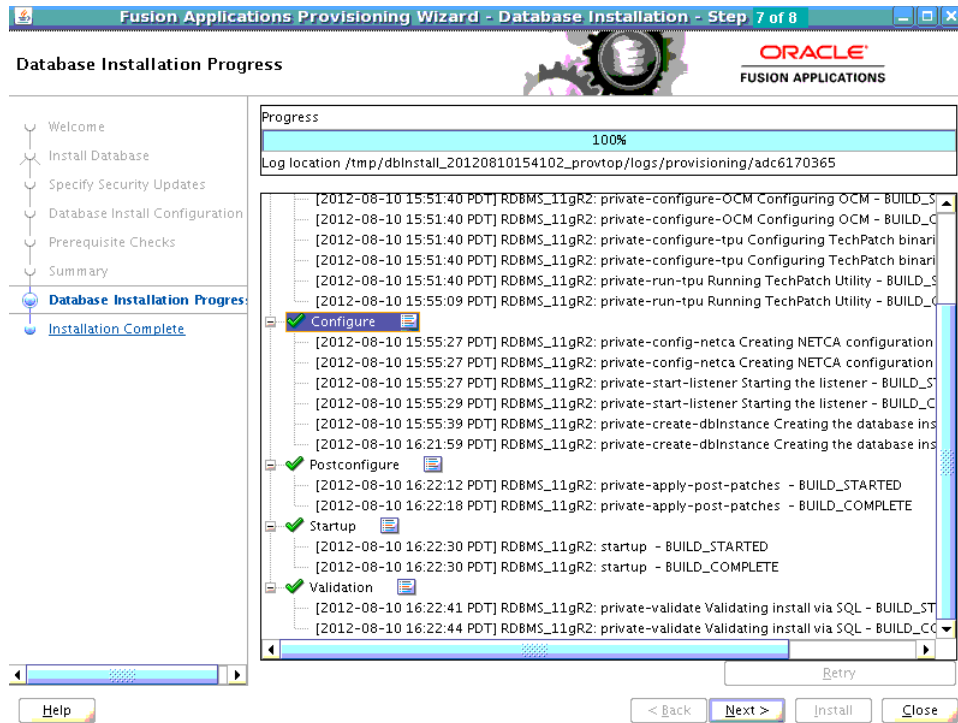 Fusion Applications Provisioning Wizard - Database Installation - Step 7 of 8
Database Installation Progress
ORACLE
FUSION APPLICATIONS
Welcome
Install Database
Specify Security Updates
Database Install Configuration
Prerequisite Checks
Summary
Database Installation Progres
Installation Complete
Progress
100%
Log location /tmp/dbInstall_20120810154102_provtop/logs/provisioning/adc6170365
[2012-08-10 15:51:40 PDT] RDBMS_11gR2: private-configure-OCM Configuring OCM - BUILD_S
[2012-08-10 15:51:40 PDT] RDBMS_11gR2: private-configure-OCM Configuring OCM - BUILD_C
[2012-08-10 15:51:40 PDT] RDBMS_11gR2: private-configure-tpu Configuring TechPatch binari
[2012-08-10 15:51:40 PDT] RDBMS_11gR2: private-configure-tpu Configuring TechPatch binari
[2012-08-10 15:51:40 PDT] RDBMS_11gR2: private-run-tpu Running TechPatch Utility - BUILD_S
[2012-08-10 15:55:09 PDT] RDBMS_11gR2: private-run-tpu Running TechPatch Utility - BUILD_C
Configure
[2012-08-10 15:55:27 PDT] RDBMS_11gR2: private-config-netca Creating NETCA configuration
[2012-08-10 15:55:27 PDT] RDBMS_11gR2: private-config-netca Creating NETCA configuration
[2012-08-10 15:55:27 PDT] RDBMS_11gR2: private-start-listener Starting the listener - BUILD_ST
[2012-08-10 15:55:29 PDT] RDBMS_11gR2: private-start-listener Starting the listener - BUILD_C
[2012-08-10 15:55:39 PDT] RDBMS_11gR2: private-create-dbInstance Creating the database ins
[2012-08-10 16:21:59 PDT] RDBMS_11gR2: private-create-dbInstance Creating the database ins
Postconfigure
[2012-08-10 16:22:12 PDT] RDBMS_11gR2: private-apply-post-patches - BUILD_STARTED
[2012-08-10 16:22:18 PDT] RDBMS_11gR2: private-apply-post-patches - BUILD_COMPLETE
Startup
[2012-08-10 16:22:30 PDT] RDBMS_11gR2: startup - BUILD_STARTED
[2012-08-10 16:22:30 PDT] RDBMS_11gR2: startup - BUILD_COMPLETE
Validation
[2012-08-10 16:22:41 PDT] RDBMS_11gR2: private-validate Validating install via SQL - BUILD_ST
[2012-08-10 16:22:44 PDT] RDBMS_11gR2: private-validate Validating install via SQL - BUILD_CO
Retry
Help
< Back
Next >
Install
Close